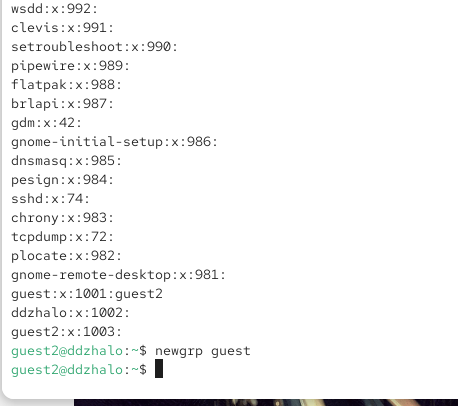 wsdd:x:992:
clevis:x:991:
setroubleshoot:x:990:
pipewire:x:989:
flatpak:x:988:
brlapi:x:987:
gdm:x:42:
gnome-initial-setup:x:986:
dnsmasq:x:985:
pesign:x:984:
sshd:x:74:
chrony:x:983:
tcpdump:x:72:
plocate:x:982:
gnome-remote-desktop:x:981:
guest:x:1001:guest2
ddzhalo:x:1002:
guest2:x:1003:
guest2@ddzhalo:~$ newgrp guest
guest2@ddzhalo:~$